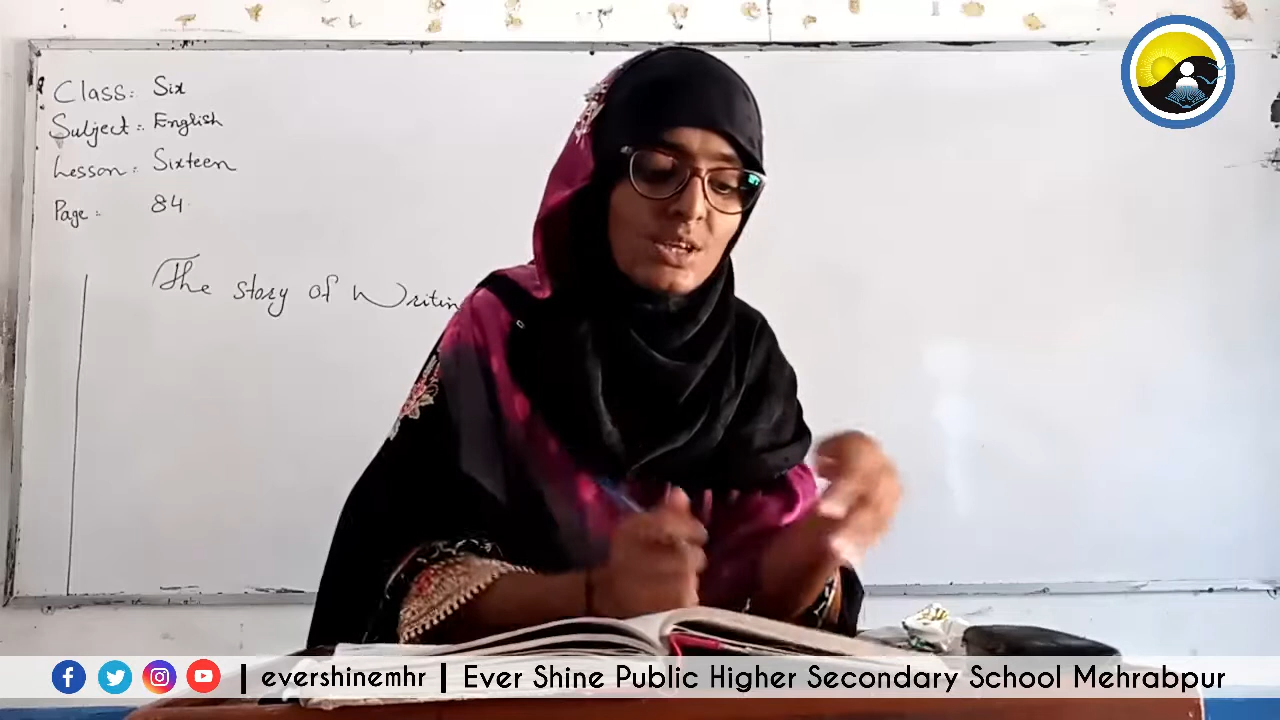 Class: Six
Subject: English
Lesson: Sixteen
Page: 84
The story of Writin
| evershinemhr | Ever Shine Public Higher Secondary School Mehrabpur